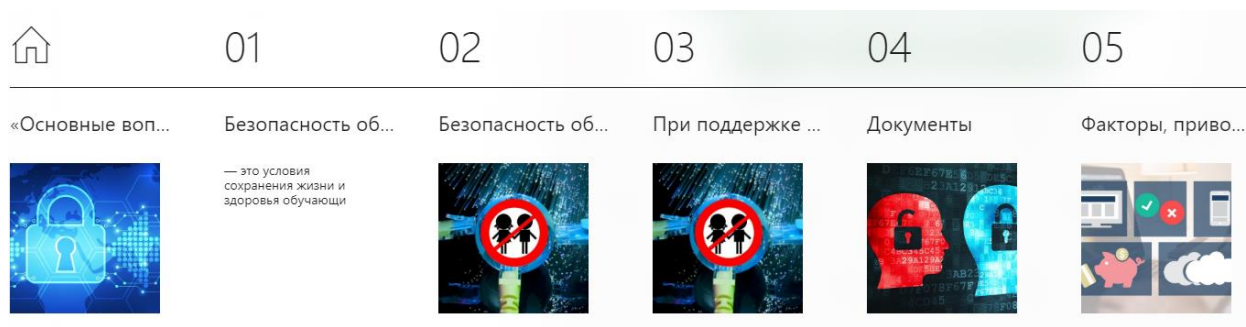 01
02
03
04
05
«Основные воп...
Безопасность об...
Безопасность об...
При поддержке ...
Документы
Факторы, приво...
— это условия
сохранения жизни и
здоровья обучающи